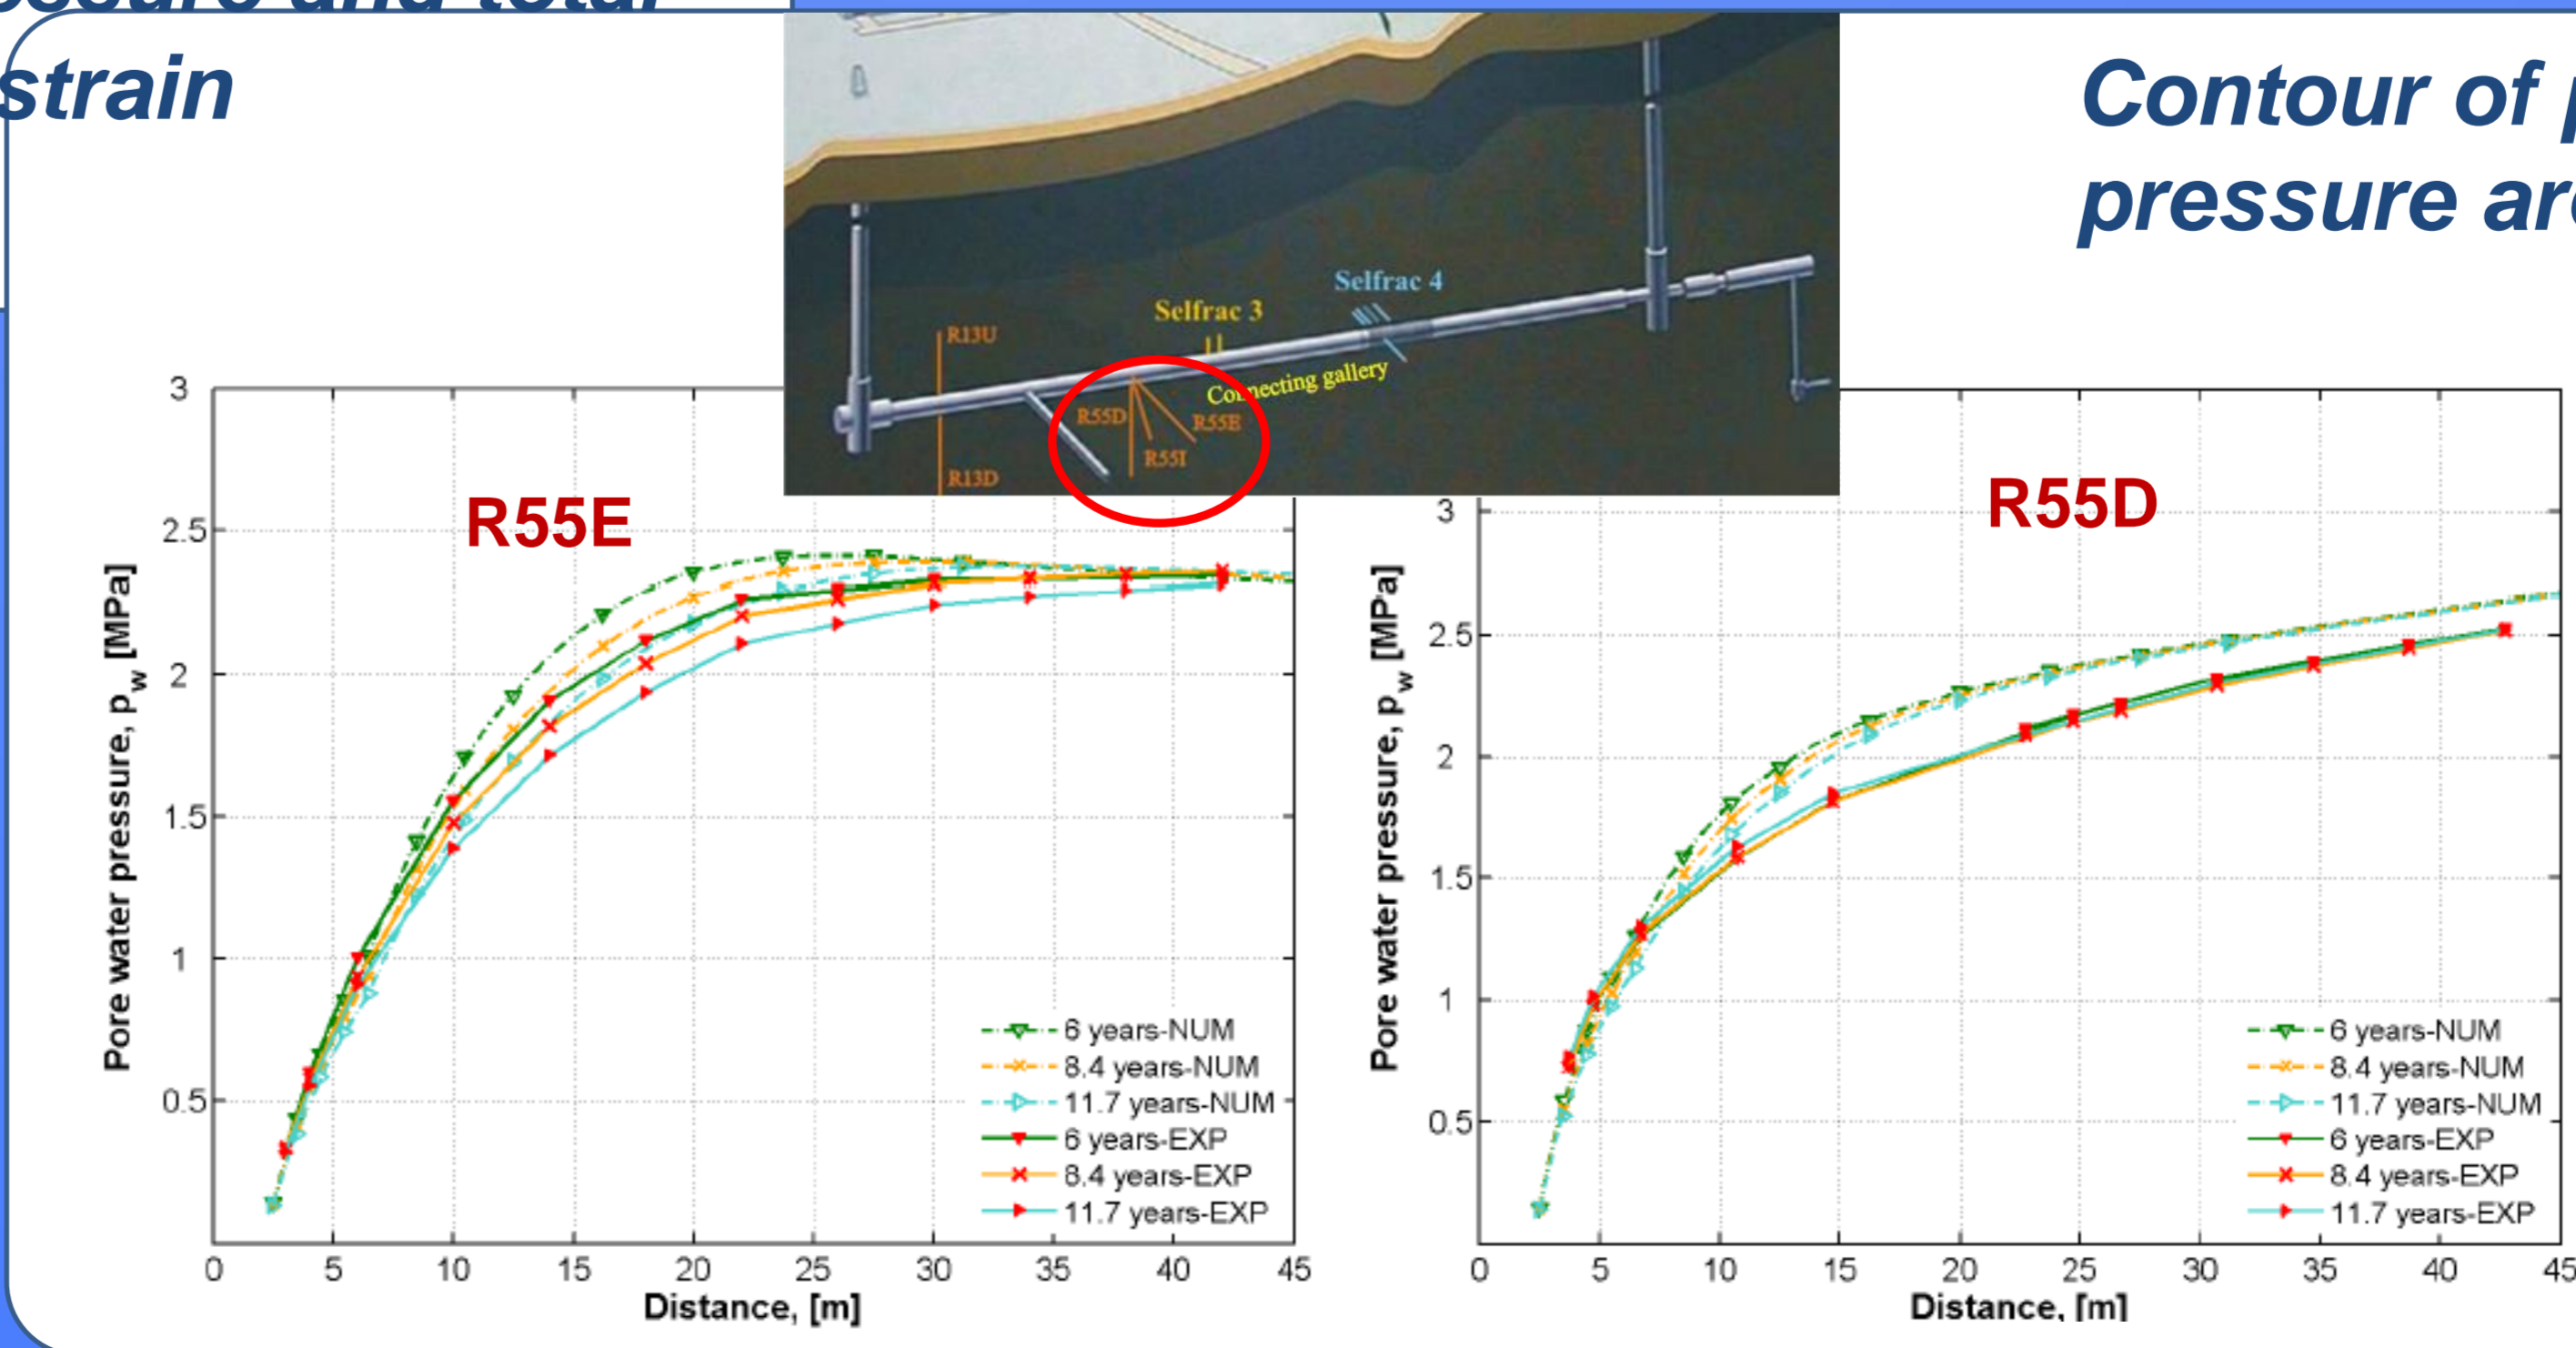 strain
Contour of
pressure
Selfrac 4
Selfrac 3
R13U
Connecting gallery
R55D
R55E
R55I
R13D
R55E
3
2.5
2
1.5
1
0.5
Pore water pressure, p_w [MPa]
6 years-NUM
8.4 years-NUM
11.7 years-NUM
6 years-EXP
8.4 years-EXP
11.7 years-EXP
0 5 10 15 20 25 30 35 40 45
Distance, [m]
R55D
3
2.5
2
1.5
1
0.5
Pore water pressure, p_w [MPa]
6 years-NUM
8.4 years-NUM
11.7 years-NUM
6 years-EXP
8.4 years-EXP
11.7 years-EXP
0 5 10 15 20 25 30 35 40 45
Distance, [m]